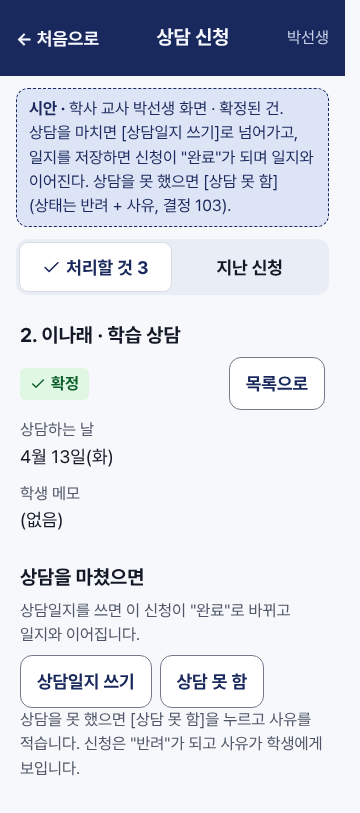 ← 처음으로 상담 신청 박선생
시안 · 학사 교사 박선생 화면 · 확정된 건.
상담을 마치면 [상담일지 쓰기]로 넘어가고,
일지를 저장하면 신청이 "완료"가 되며 일지와
이어진다. 상담을 못 했으면 [상담 못 함]
(상태는 반려 + 사유, 결정 103).
✓ 처리할 것 3 지난 신청
2. 이나래 · 학습 상담
✓ 확정 목록으로
상담하는 날
4월 13일(화)
학생 메모
(없음)
상담을 마쳤으면
상담일지를 쓰면 이 신청이 "완료"로 바뀌고
일지와 이어집니다.
상담일지 쓰기 상담 못 함
상담을 못 했으면 [상담 못 함]을 누르고 사유를
적습니다. 신청은 "반려"가 되고 사유가 학생에게
보입니다.